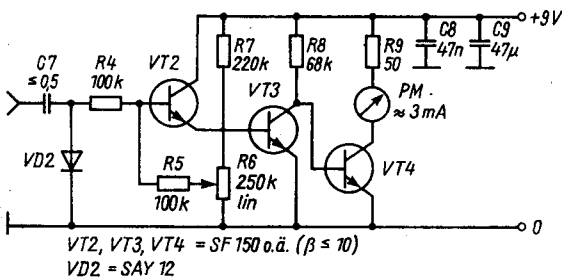 +9V
C7
≤0,5
R4
100k
VT2
R7
220k
R8
68k
R9
50
C8
47n
C9
47μ
VT3
PM
≈3mA
VD2
R5
100k
R6
250k
lin
VT4
0
VT2, VT3, VT4 = SF 150 o.ä. (β ≤ 10)
VD2 = SAY 12